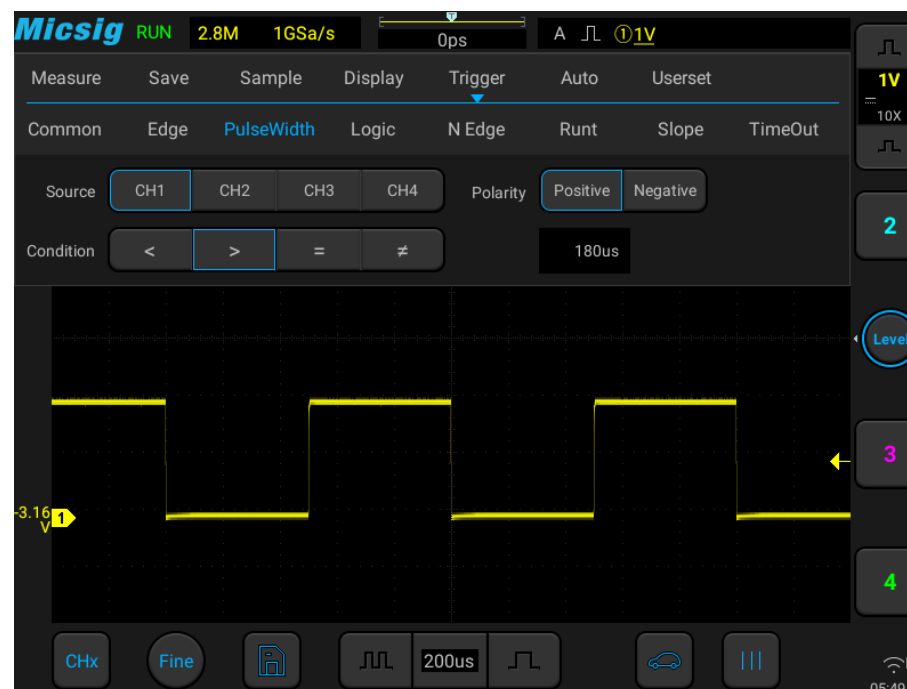 Micsig RUN 2.8M 1GSa/s 0ps A ①1V
Measure Save Sample Display Trigger Auto Userset
1V
10X
Common Edge PulseWidth Logic N Edge Runt Slope TimeOut
Source CH1 CH2 CH3 CH4 Polarity Positive Negative
2
Condition < > = ≠ 180us
Level
3
-3.16
V
1
4
CHx Fine 200us
05:49